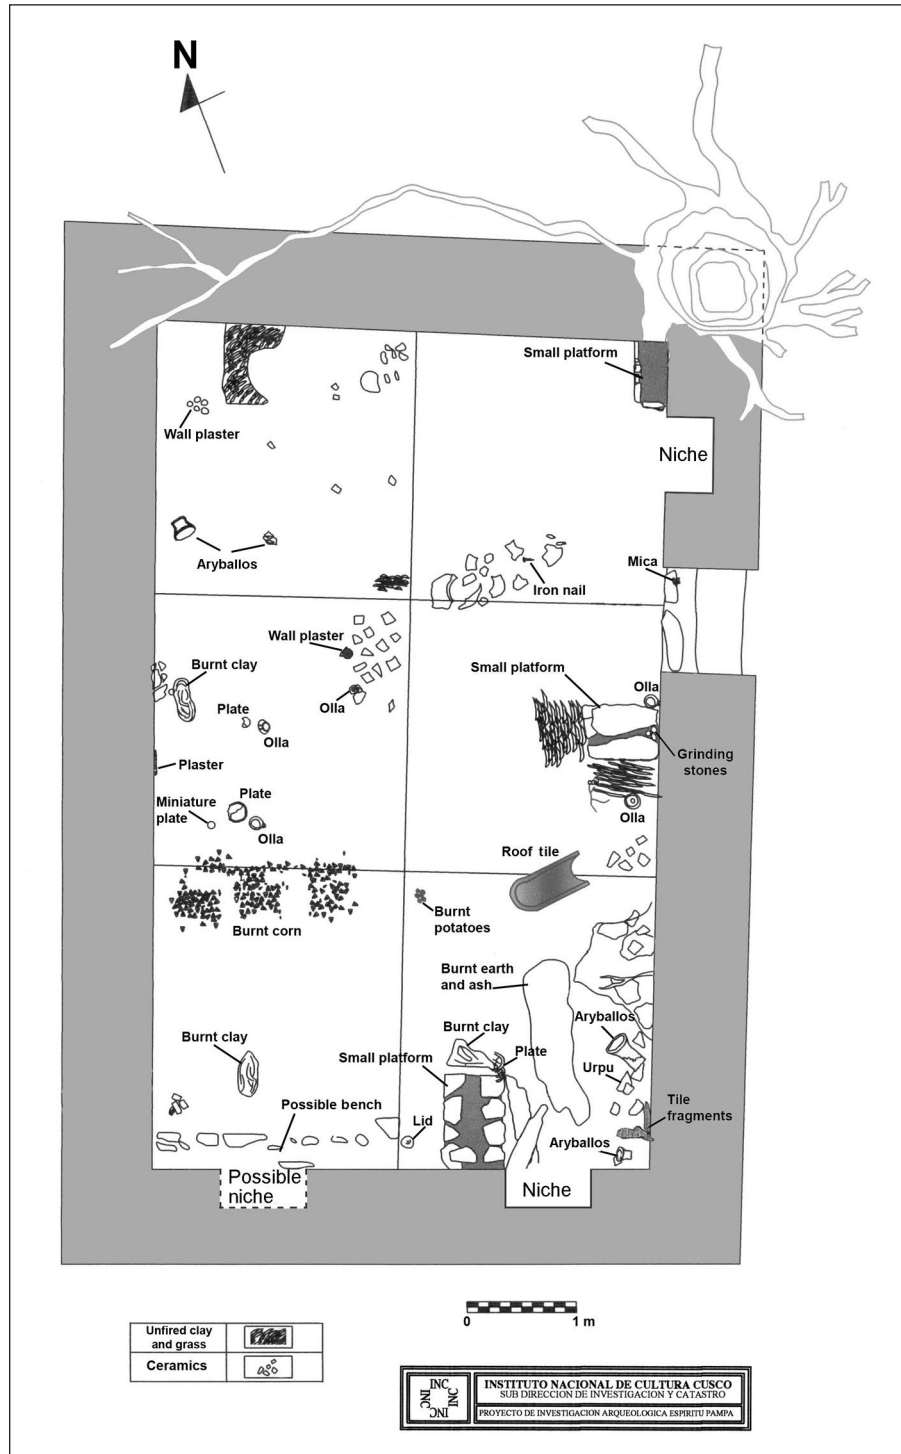 N
Small platform
Wall plaster
Niche
Aryballos
Iron nail
Mica
Wall plaster
Burnt clay
Small platform
Olla
Plate
Olla
Olla
Grinding
stones
Plaster
Miniature
plate
Plate
Olla
Olla
Roof tile
Burnt corn
Burnt
potatoes
Burnt earth
and ash
Aryballos
Burnt clay
Burnt clay
Small platform
Plate
Urpu
Tile
fragments
Possible bench
Lid
Aryballos
Possible
niche
Niche
0 1 m
Unfired clay
and grass
Ceramics
INC
INC
INC
INC
INSTITUTO NACIONAL DE CULTURA CUSCO
SUB DIRECCION DE INVESTIGACION Y CATASTRO
PROYECTO DE INVESTIGACION ARQUEOLOGICA ESPIRITU PAMPA